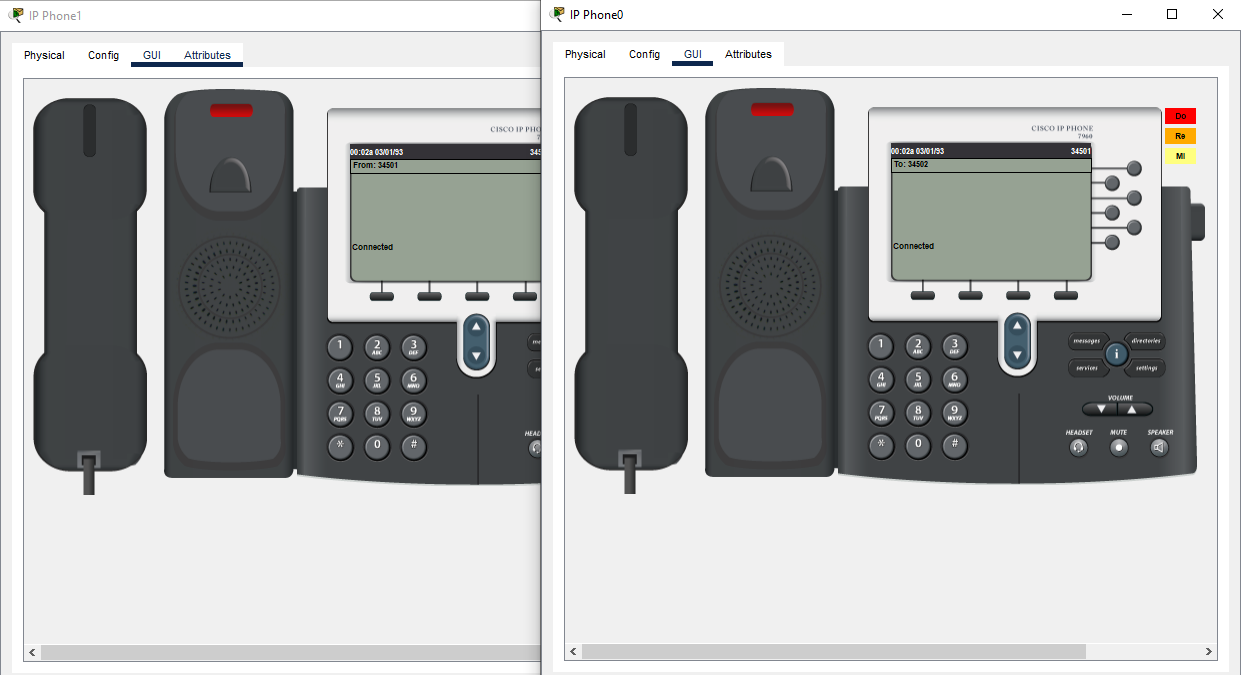 IP Phone1
Physical Config GUI Attributes
CISCO IP PHO
7
00:02a 03/01/93 345
From: 34501
Connected
1 2 ABC 3 DEF
4 GHI 5 JKL 6 MNO
7 PQRS 8 TUV 9 WXYZ
* 0 #
me
se
HEAD
IP Phone0
Physical Config GUI Attributes
CISCO IP PHONE
7960
00:02a 03/01/93 34501
To: 34502
Connected
Do
Re
MI
1 2 ABC 3 DEF
4 GHI 5 JKL 6 MNO
7 PQRS 8 TUV 9 WXYZ
* 0 #
messages directories
i
services settings
VOLUME
HEADSET MUTE SPEAKER